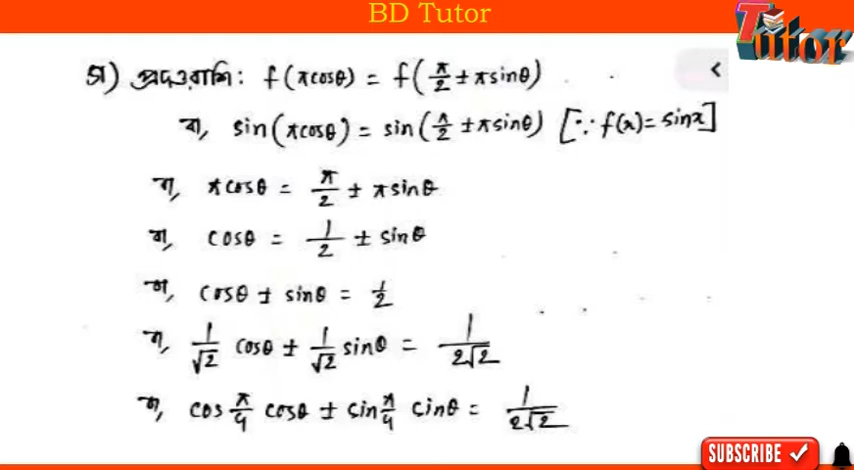 BD Tutor
Tutor
গ) প্রদত্তরাশি: f(πcosθ) = f(π/2 ± πsinθ)
বা, sin(πcosθ) = sin(π/2 ± πsinθ) [∵ f(x) = sinx]
বা, πcosθ = π/2 ± πsinθ
বা, cosθ = 1/2 ± sinθ
বা, cosθ ± sinθ = 1/2
বা, 1/√2 cosθ ± 1/√2 sinθ = 1/2√2
বা, cos π/4 cosθ ± sin π/4 sinθ = 1/2√2
SUBSCRIBE